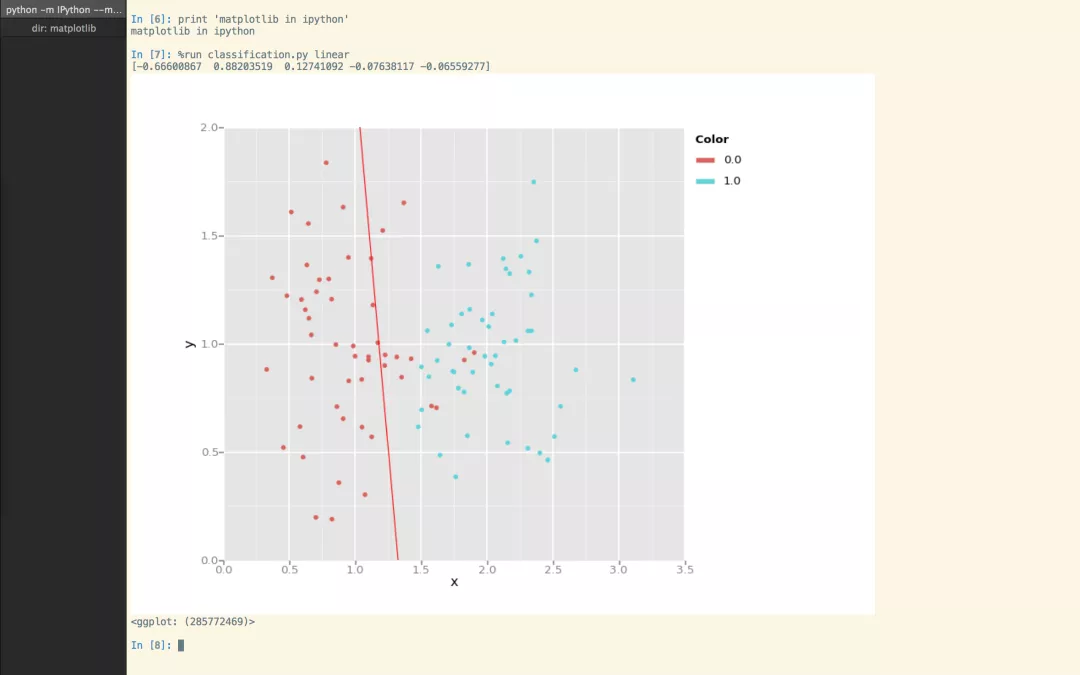 python -m IPython --m...
dir: matplotlib
In [6]: print 'matplotlib in ipython'
matplotlib in ipython
In [7]: %run classification.py linear
[-0.66600867  0.88203519  0.12741092 -0.07638117 -0.06559277]
2.0
1.5
1.0
0.5
0.0
y
0.0 0.5 1.0 1.5 2.0 2.5 3.0 3.5
x
Color
0.0
1.0
<ggplot: (285772469)>
In [8]: